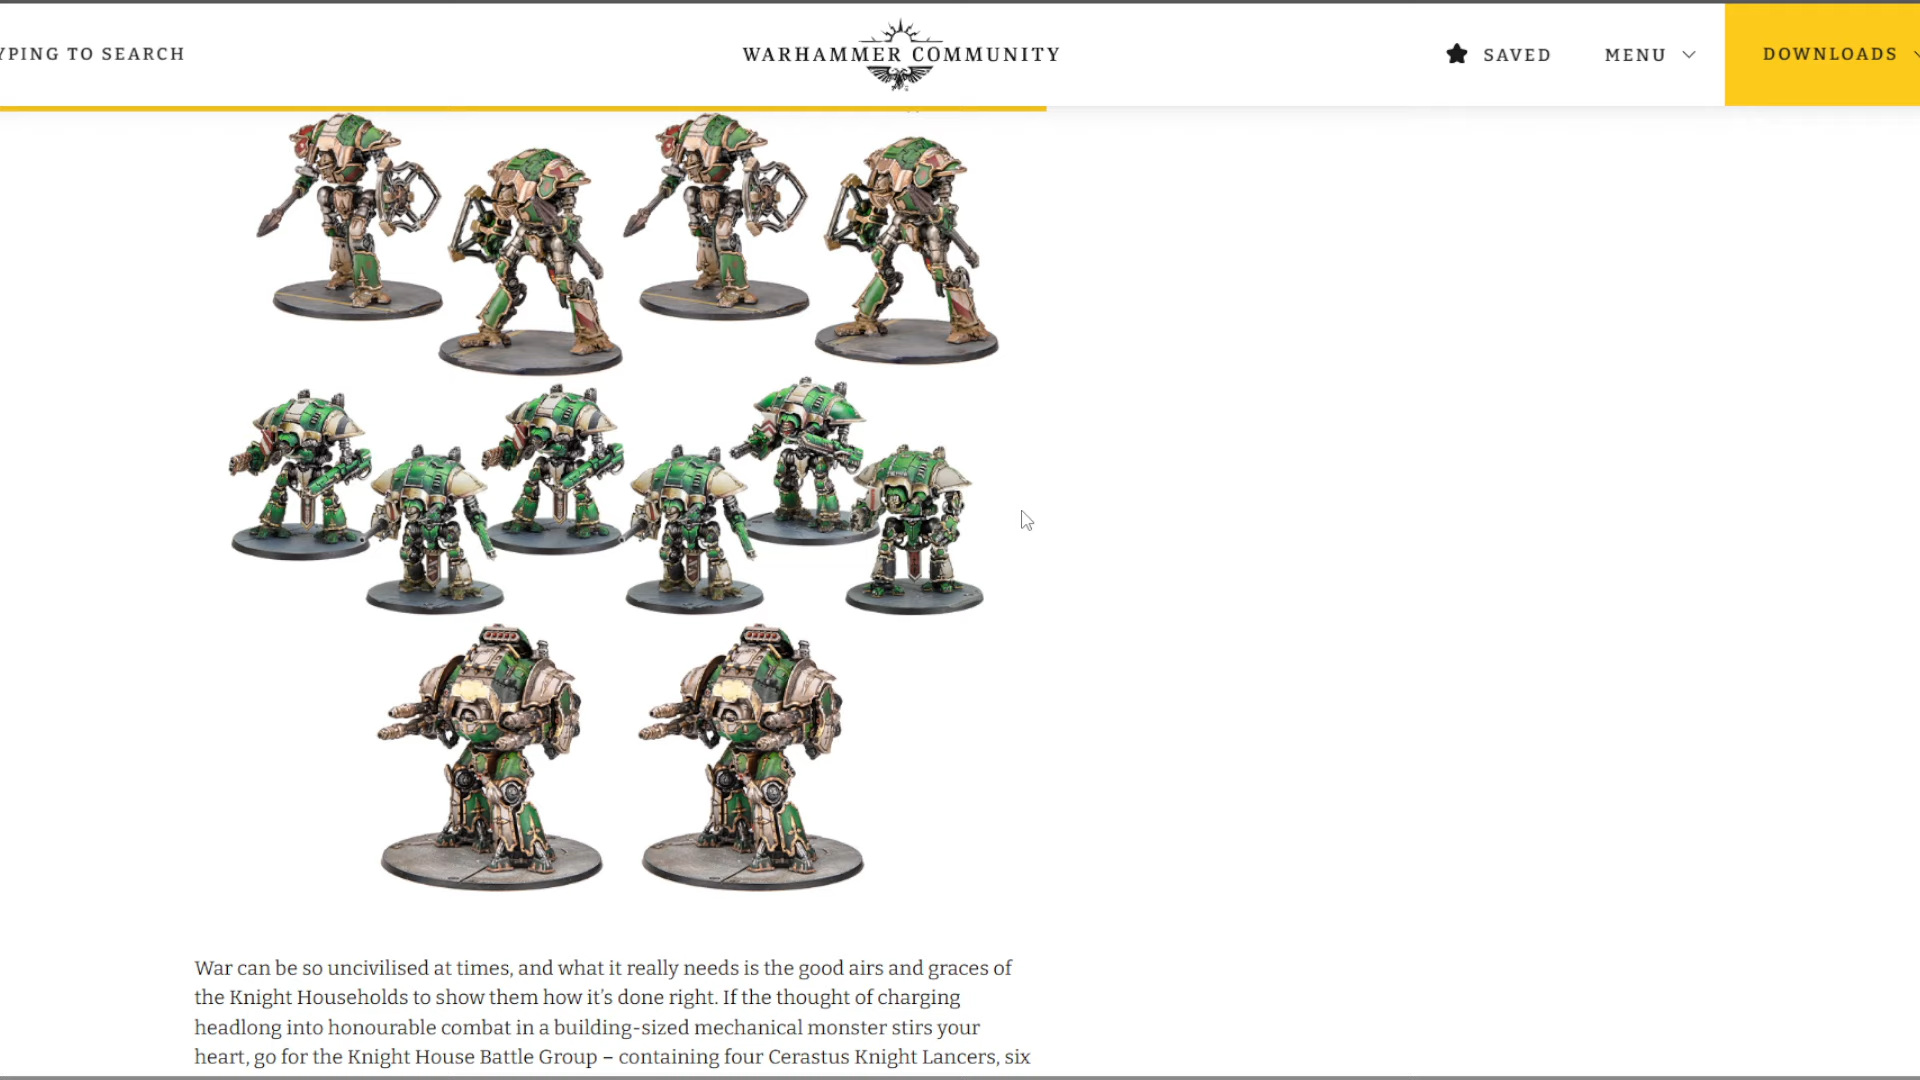 YPING TO SEARCH
WARHAMMER COMMUNITY
SAVED
MENU
DOWNLOADS
War can be so uncivilised at times, and what it really needs is the good airs and graces of
the Knight Households to show them how it’s done right. If the thought of charging
headlong into honourable combat in a building-sized mechanical monster stirs your
heart, go for the Knight House Battle Group – containing four Cerastus Knight Lancers, six